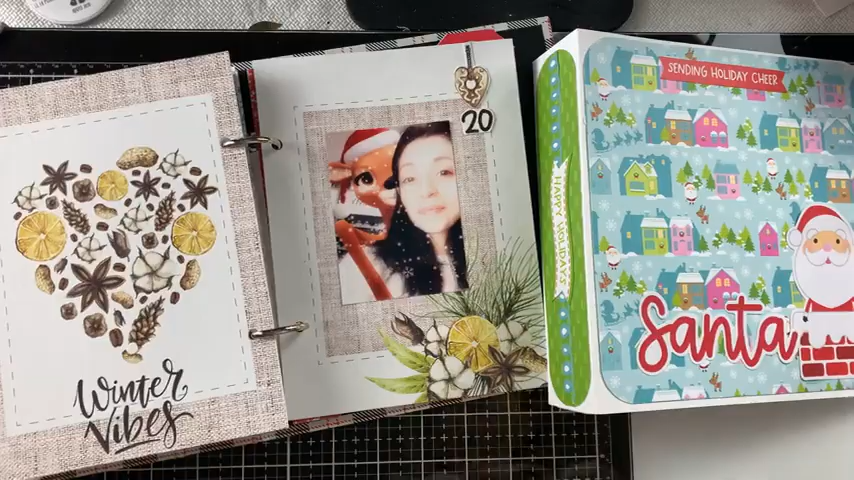 Winter
Vibes
20
HAPPY HOLIDAYS
SENDING HOLIDAY CHEER
Santa